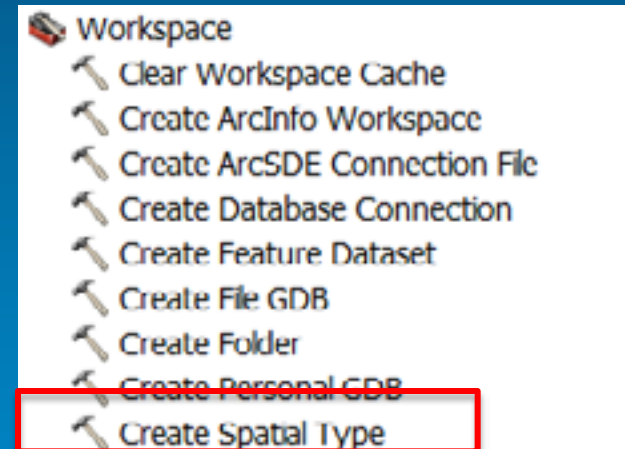 Workspace
Clear Workspace Cache
Create ArcInfo Workspace
Create ArcSDE Connection File
Create Database Connection
Create Feature Dataset
Create File GDB
Create Folder
Create Personal GDB
Create Spatial Type